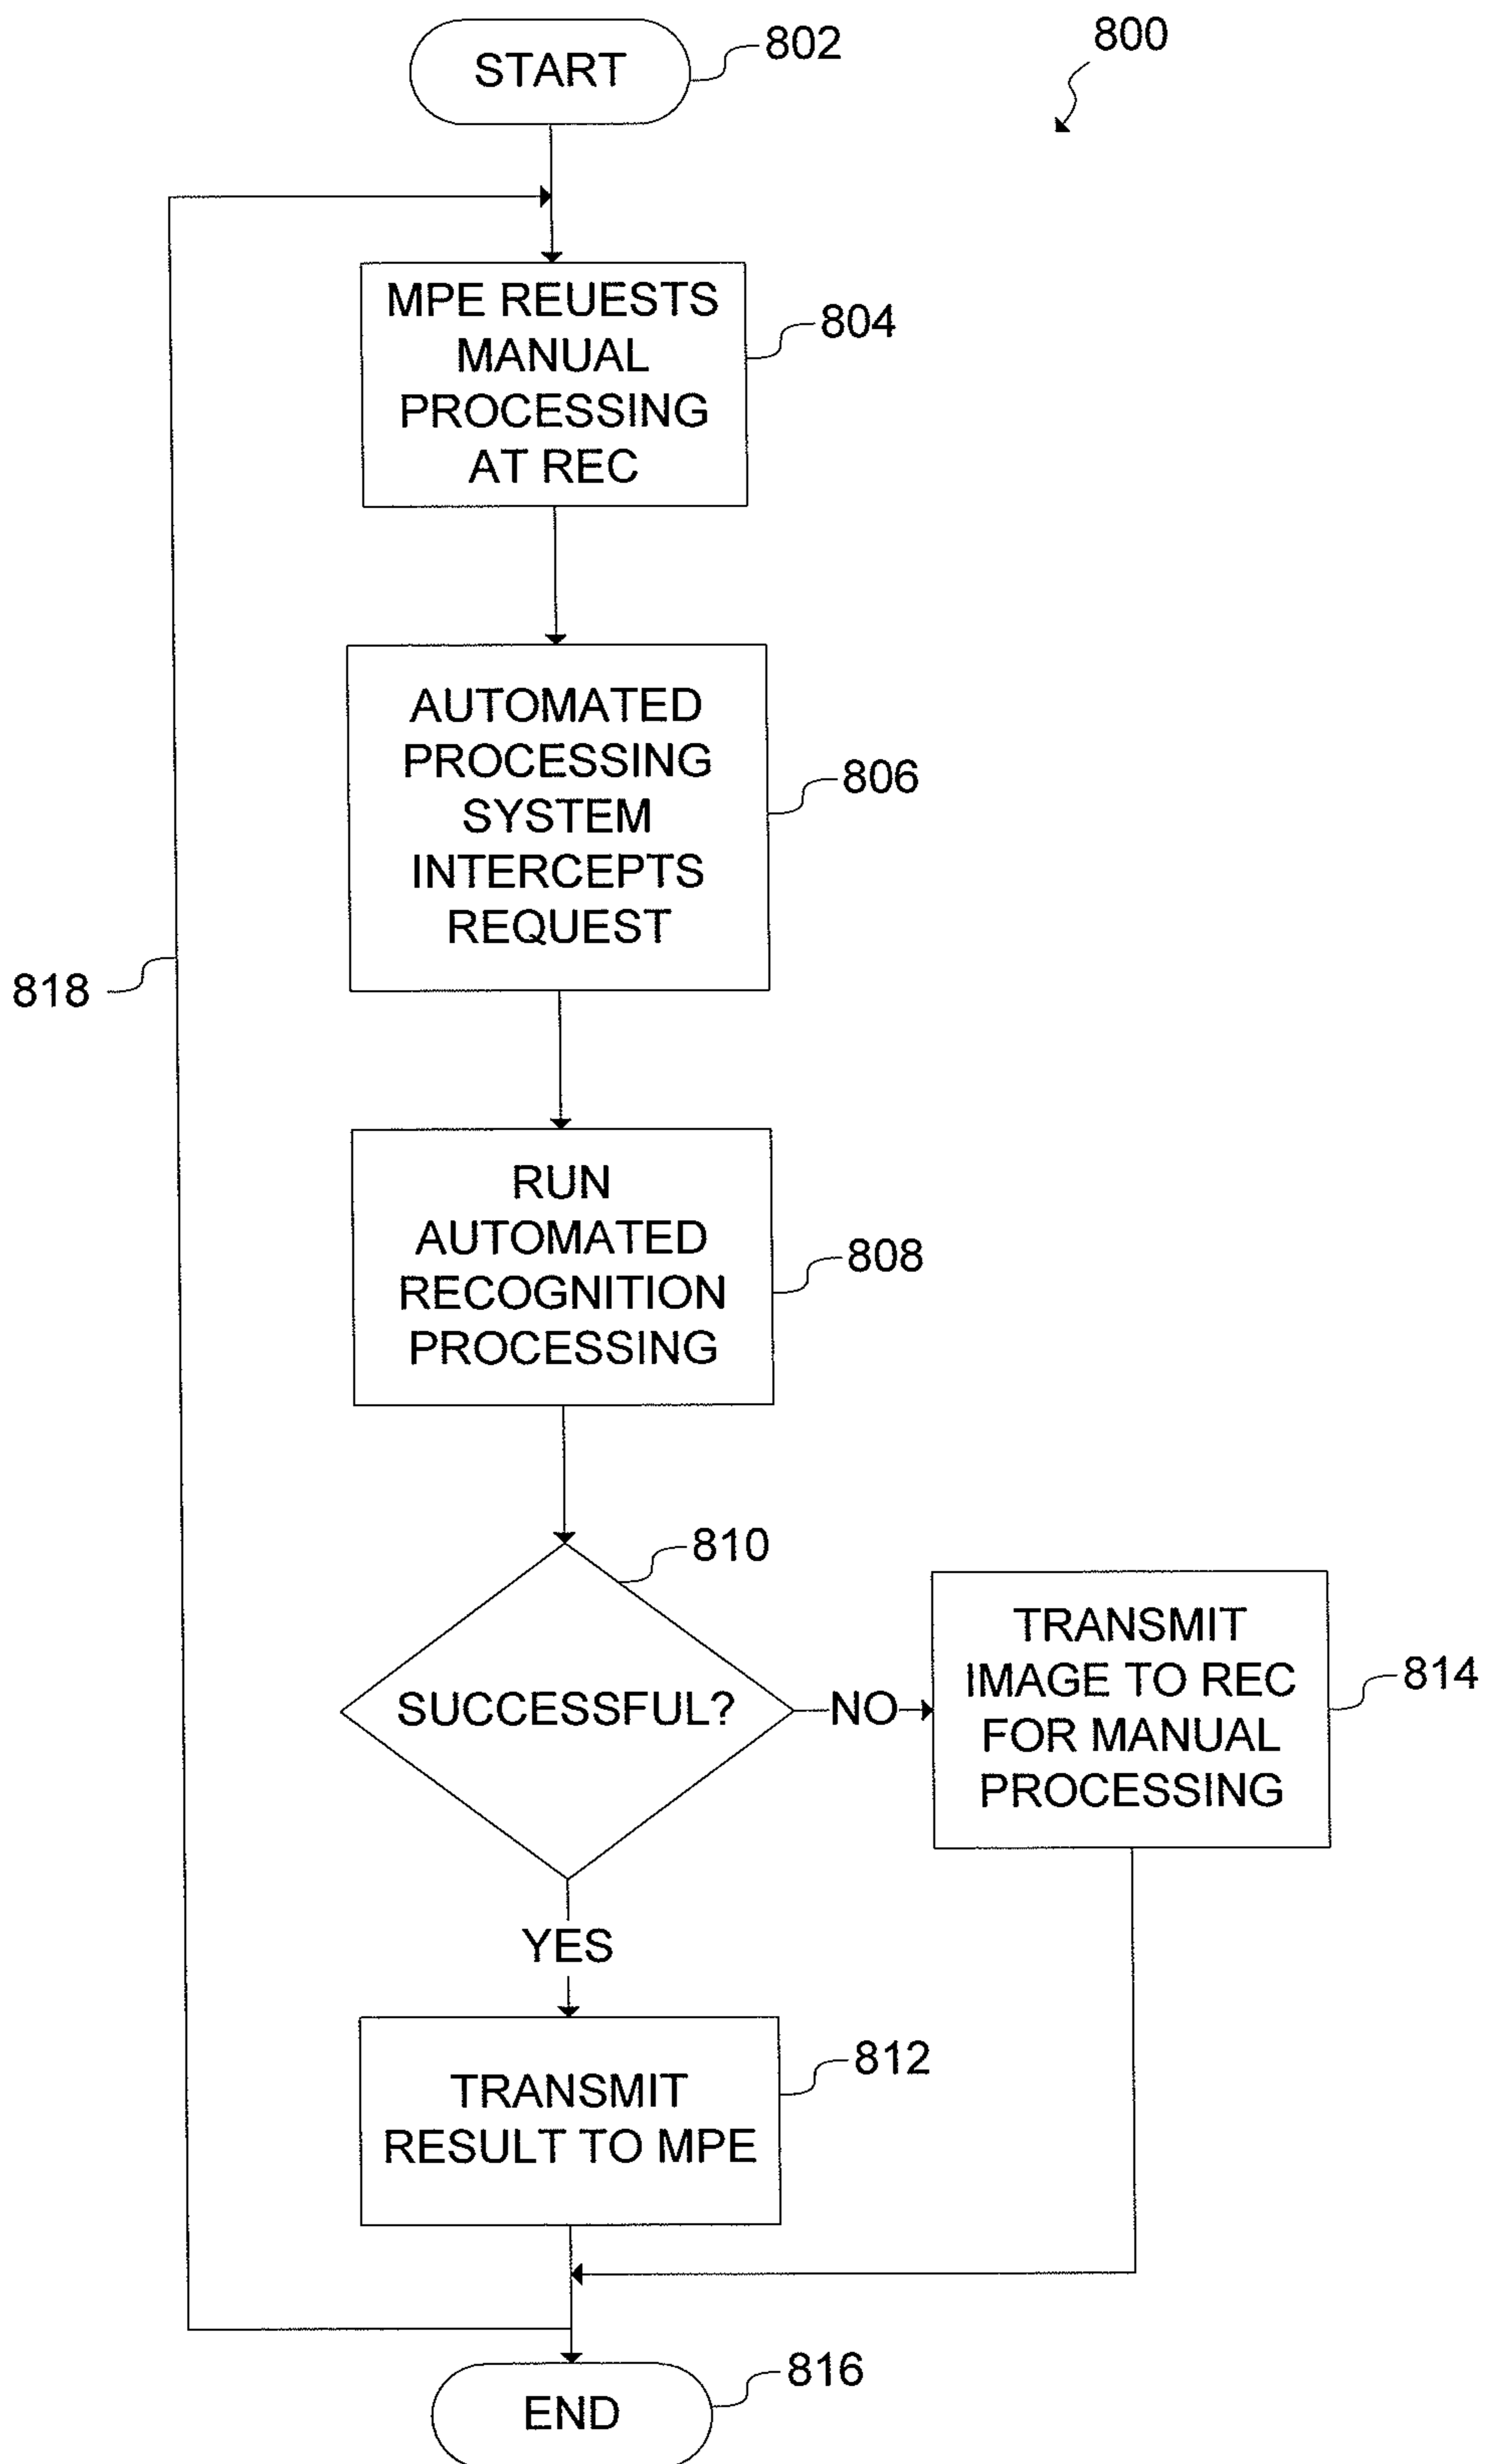 800
START
802
MPE REUESTS
MANUAL
PROCESSING
AT REC
804
AUTOMATED
PROCESSING
SYSTEM
INTERCEPTS
REQUEST
806
818
RUN
AUTOMATED
RECOGNITION
PROCESSING
808
810
SUCCESSFUL?
NO
TRANSMIT
IMAGE TO REC
FOR MANUAL
PROCESSING
814
YES
TRANSMIT
RESULT TO MPE
812
END
816